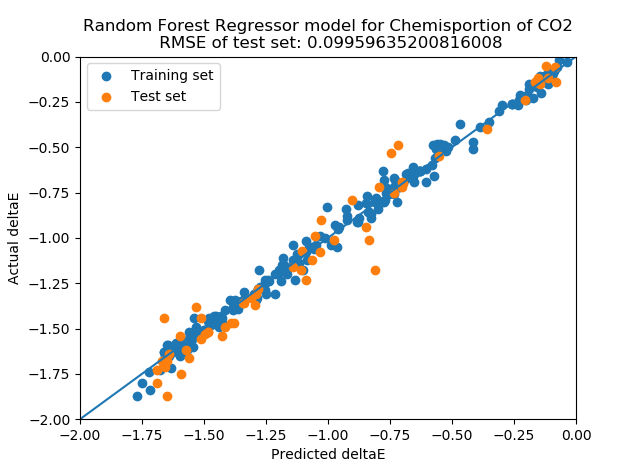 Random Forest Regressor model for Chemisportion of CO2
RMSE of test set: 0.09959635200816008
Training set
Test set
0.00
−0.25
−0.50
−0.75
−1.00
−1.25
−1.50
−1.75
−2.00
Actual deltaE
−2.00 −1.75 −1.50 −1.25 −1.00 −0.75 −0.50 −0.25 0.00
Predicted deltaE